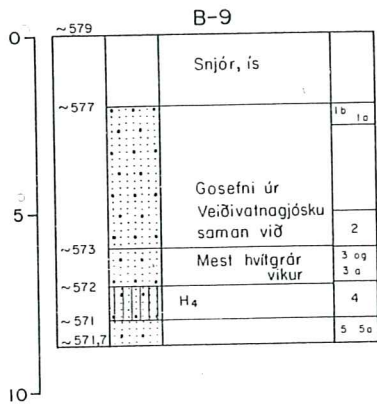 B-9
0
~579
Snjór, ís
~577
1b 1a
5
Gosefni úr
Veiðivatnagjósku
saman við
2
~573
Mest hvítgrár
vikur
3 og
3 a
~572
H₄
4
~571
5 5a
~571,7
10